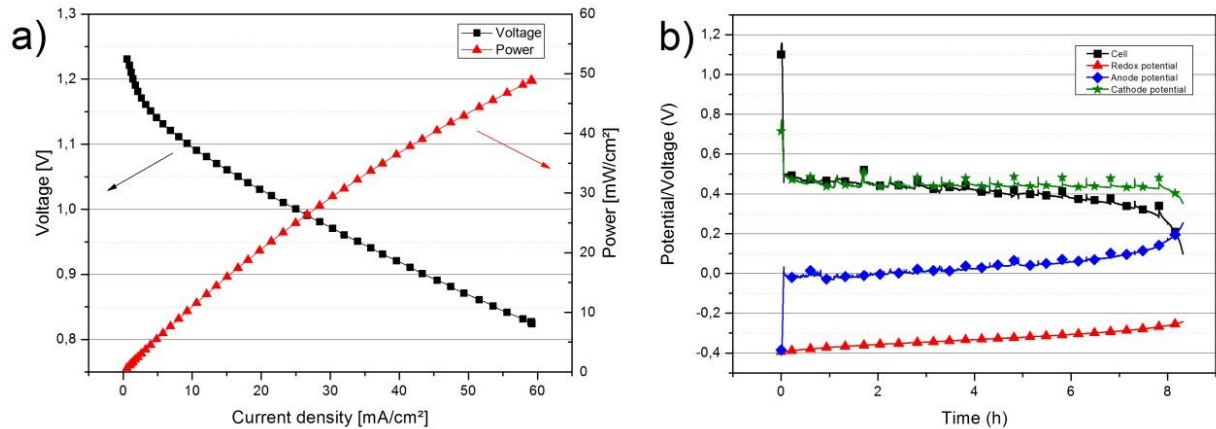 a)
1,3
1,2
1,1
1,0
0,9
0,8
Voltage [V]
0
10
20
30
40
50
60
Current density [mA/cm²]
60
50
40
30
20
10
0
Power [mW/cm²]
Voltage
Power
b)
1,2
1,0
0,8
0,6
0,4
0,2
0,0
-0,2
-0,4
Potential/Voltage (V)
0
2
4
6
8
Time (h)
Cell
Redox potential
Anode potential
Cathode potential